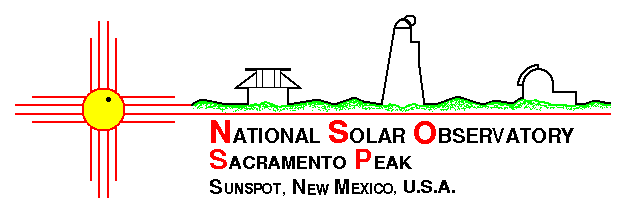 NATIONAL SOLAR OBSERVATORY
SACRAMENTO PEAK
SUNSPOT, NEW MEXICO, U.S.A.